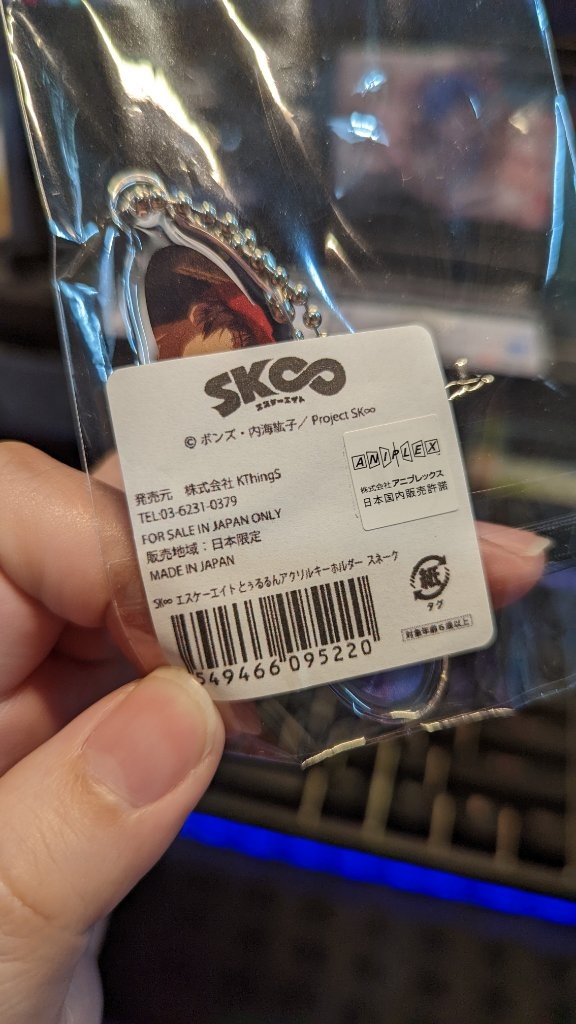 SK∞
エスケーエイト
© ボンズ・内海紘子／Project SK∞
ANIPLEX
株式会社アニプレックス
日本国内販売許諾
発売元 株式会社 KThingS
TEL:03-6231-0379
FOR SALE IN JAPAN ONLY
販売地域：日本限定
MADE IN JAPAN
SK∞ エスケーエイトとぅるるんアクリルキーホルダー スネーク
549466 095220
紙
タグ
対象年齢6歳以上